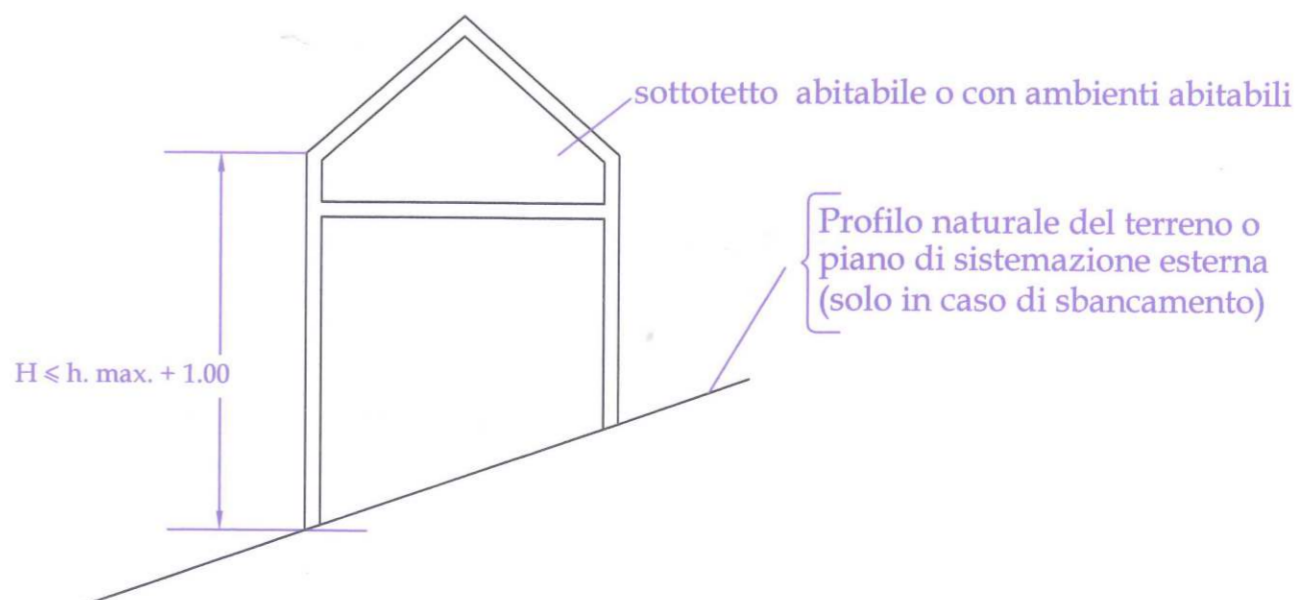 sottotetto abitabile o con ambienti abitabili
Profilo naturale del terreno o
piano di sistemazione esterna
(solo in caso di sbancamento)
H ⩽ h. max. + 1.00